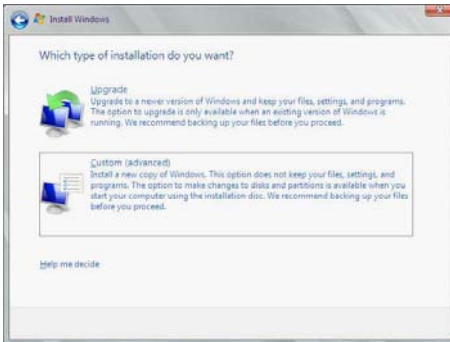 Install Windows
Which type of installation do you want?
Upgrade
Upgrade to a newer version of Windows and keep your files, settings, and programs.
The option to upgrade is only available when an existing version of Windows is
running. We recommend backing up your files before you proceed.
Custom (advanced)
Install a new copy of Windows. This option does not keep your files, settings, and
programs. The option to make changes to disks and partitions is available when you
start your computer using the installation disc. We recommend backing up your files
before you proceed.
Help me decide